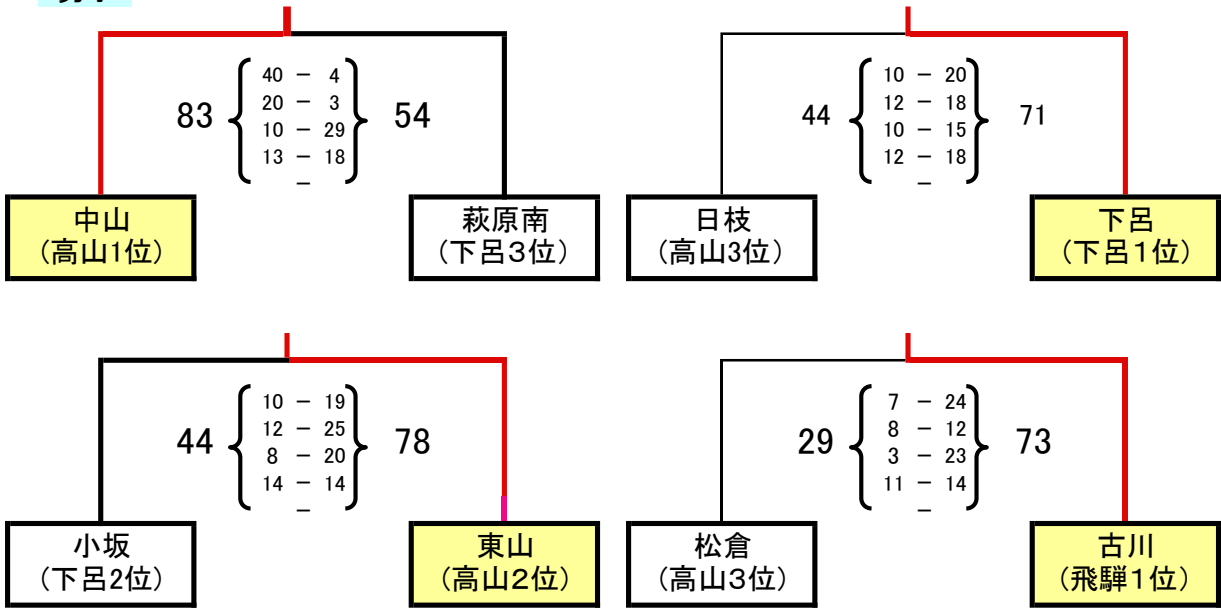 40 － 4
20 － 3
83 54
10 － 29
13 － 18
－
中山
(高山1位)
萩原南
(下呂３位)
10 － 20
12 － 18
44 71
10 － 15
12 － 18
－
日枝
(高山3位)
下呂
(下呂１位)
10 － 19
12 － 25
44 78
8 － 20
14 － 14
－
小坂
(下呂2位)
東山
(高山２位)
7 － 24
8 － 12
29 73
3 － 23
11 － 14
－
松倉
(高山３位)
古川
(飛騨１位)